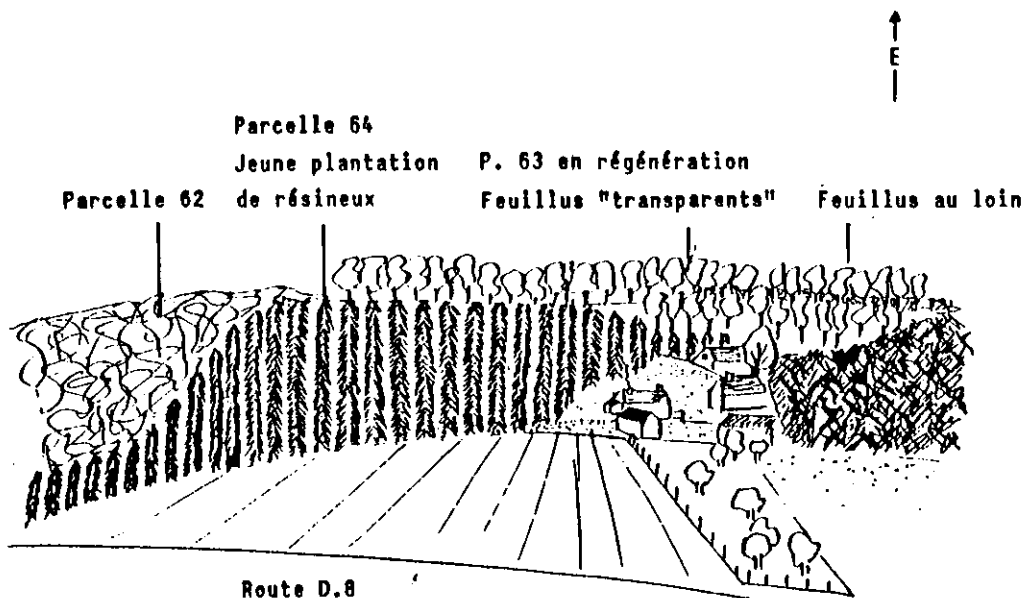 E
Parcelle 64
Jeune plantation
de résineux
P. 63 en régénération
Feuillus "transparents"
Parcelle 62
Feuillus au loin
Route D.8